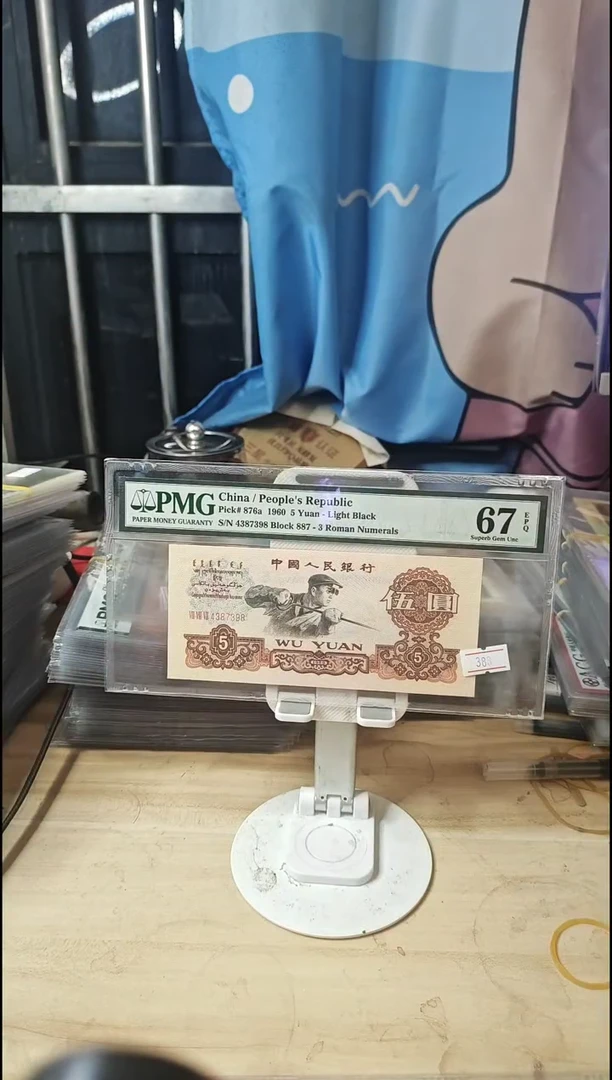 PMG
PAPER MONEY GUARANTY
China / People's Republic
Pick# 876a 1960 5 Yuan - Light Black
S/N 4387398 Block 887 - 3 Roman Numerals
67
EPQ
Superb Gem Unc
中國人民銀行
伍圓
4387398
WU YUAN
5
5